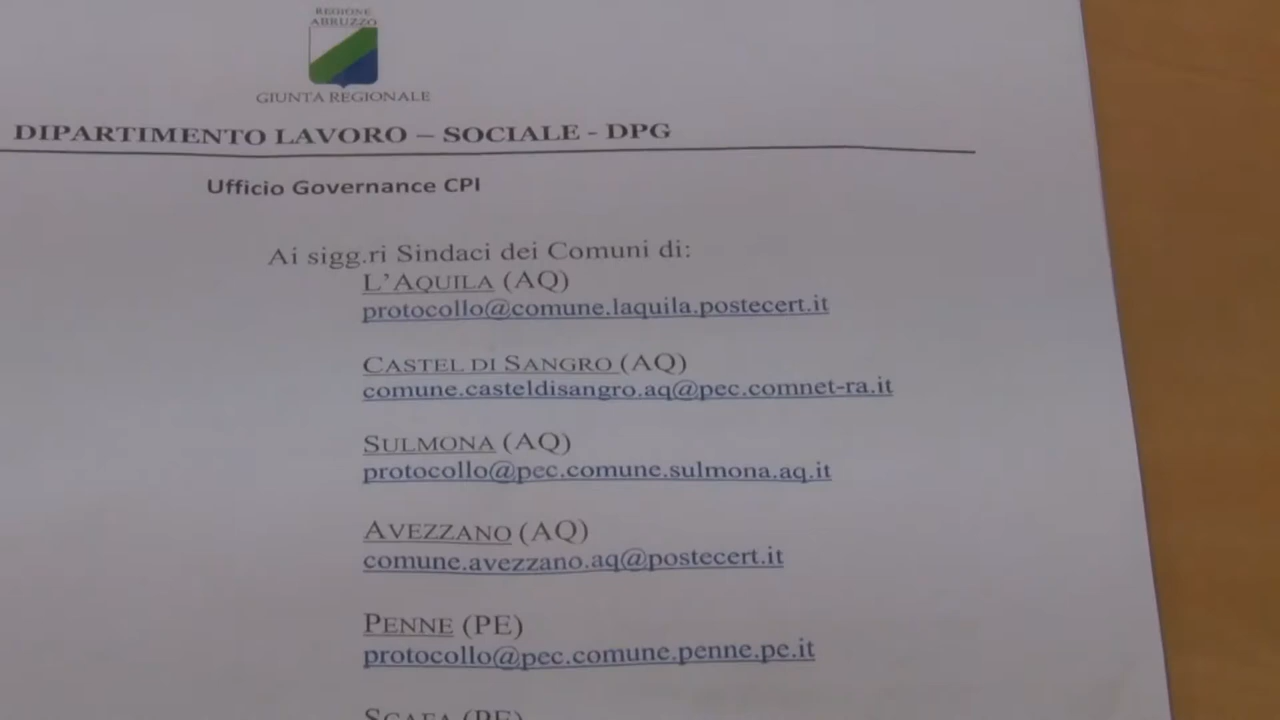 REGIONE
ABRUZZO
GIUNTA REGIONALE
DIPARTIMENTO LAVORO – SOCIALE - DPG
Ufficio Governance CPI
Ai sigg.ri Sindaci dei Comuni di:
L'AQUILA (AQ)
protocollo@comune.laquila.postecert.it
CASTEL DI SANGRO (AQ)
comune.casteldisangro.aq@pec.comnet-ra.it
SULMONA (AQ)
protocollo@pec.comune.sulmona.aq.it
AVEZZANO (AQ)
comune.avezzano.aq@postecert.it
PENNE (PE)
protocollo@pec.comune.penne.pe.it
SCAFA (PE)